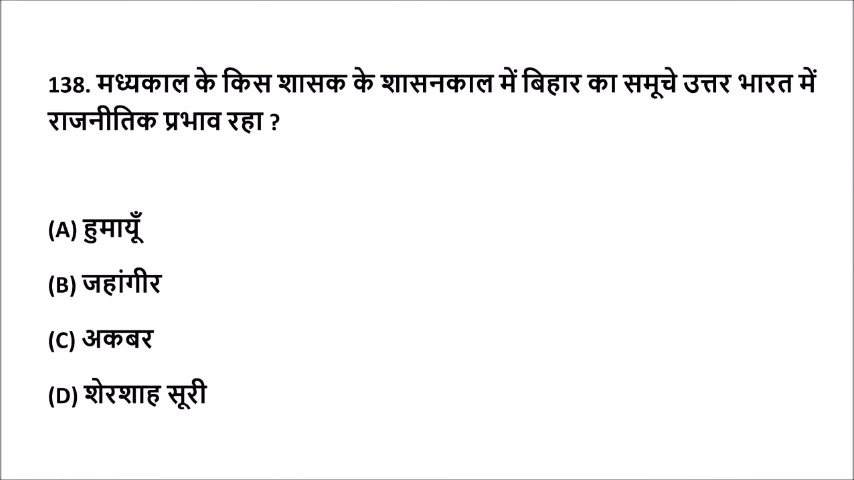 138. मध्यकाल के किस शासक के शासनकाल में बिहार का समूचे उत्तर भारत में
राजनीतिक प्रभाव रहा ?
(A) हुमायूँ
(B) जहांगीर
(C) अकबर
(D) शेरशाह सूरी